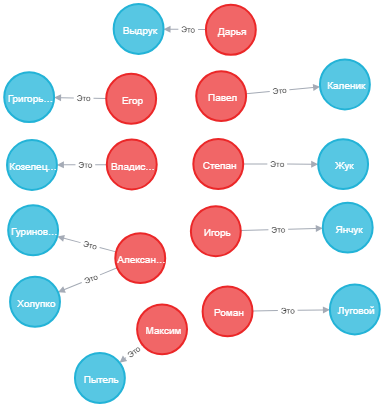 Выдрук
Это
Дарья
Григорь...
Это
Егор
Павел
Это
Каленик
Козелец...
Это
Владис...
Степан
Это
Жук
Гуринов...
Это
Алексан...
Это
Холупко
Игорь
Это
Янчук
Роман
Это
Луговой
Максим
Это
Пытель